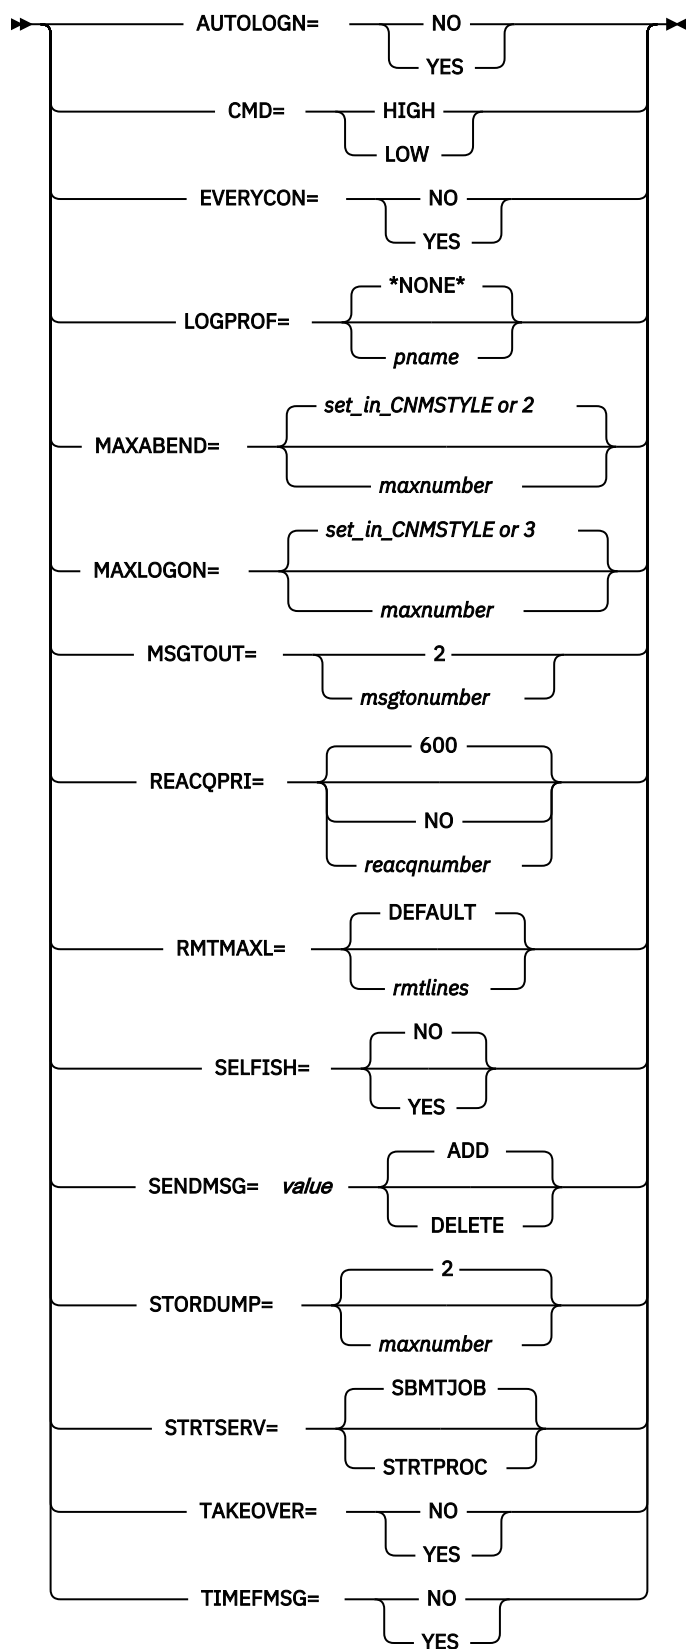 AUTOLOGN= NO
YES
CMD= HIGH
LOW
EVERYCON= NO
YES
*NONE*
LOGPROF=
pname
set_in_CNMSTYLE or 2
MAXABEND=
maxnumber
set_in_CNMSTYLE or 3
MAXLOGON=
maxnumber
MSGTOUT= 2
msgtonumber
600
REACQPRI=
NO
reacqnumber
DEFAULT
RMTMAXL=
rmtlines
NO
SELFISH=
YES
ADD
SENDMSG= value
DELETE
2
STORDUMP=
maxnumber
SBMTJOB
STRTSERV=
STRTPROC
TAKEOVER= NO
YES
TIMEFMSG= NO
YES